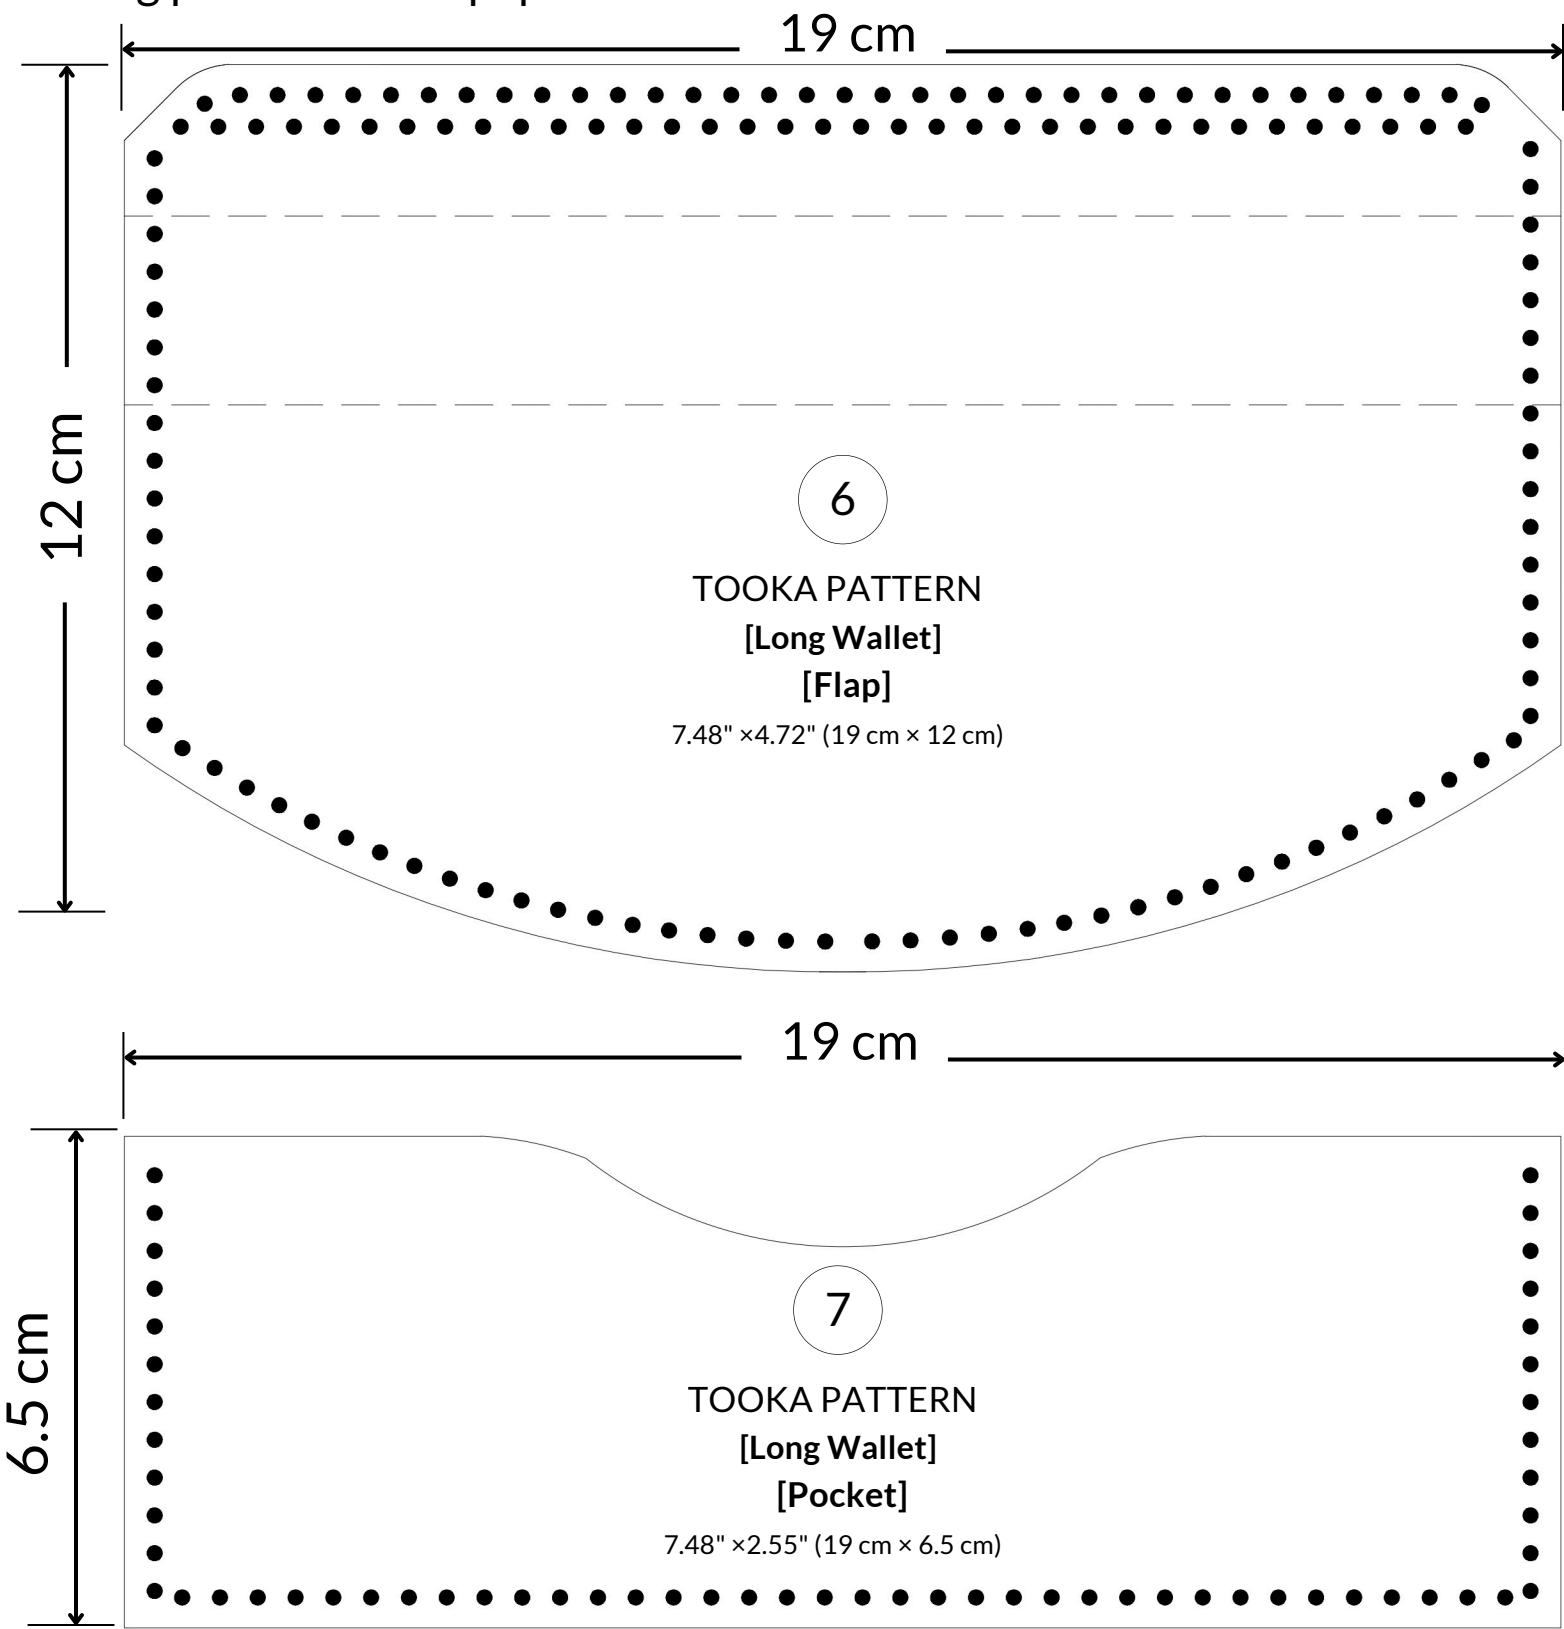 19 cm
12 cm
6
TOOKA PATTERN
[Long Wallet]
[Flap]
7.48" ×4.72" (19 cm × 12 cm)
19 cm
6.5 cm
7
TOOKA PATTERN
[Long Wallet]
[Pocket]
7.48" ×2.55" (19 cm × 6.5 cm)